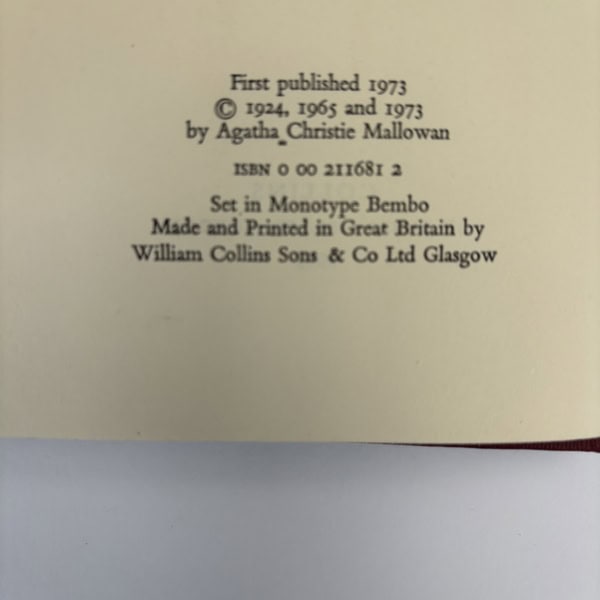 First published 1973
© 1924, 1965 and 1973
by Agatha Christie Mallowan
ISBN 0 00 211681 2
Set in Monotype Bembo
Made and Printed in Great Britain by
William Collins Sons & Co Ltd Glasgow